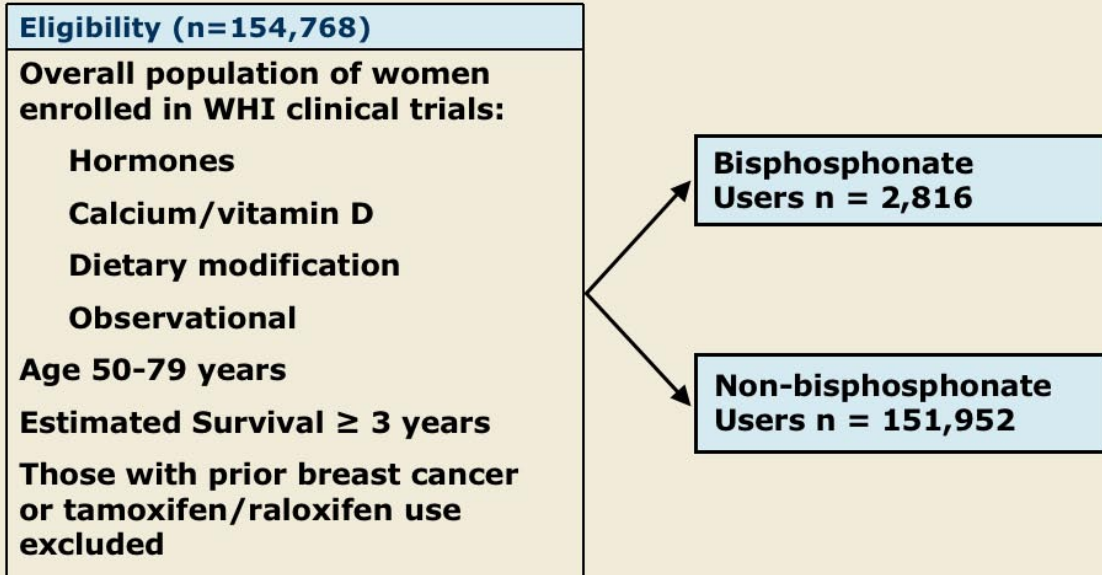 Eligibility (n=154,768)
Overall population of women
enrolled in WHI clinical trials:
Hormones
Calcium/vitamin D
Dietary modification
Observational
Age 50-79 years
Estimated Survival ≥ 3 years
Those with prior breast cancer
or tamoxifen/raloxifen use
excluded
Bisphosphonate
Users n = 2,816
Non-bisphosphonate
Users n = 151,952